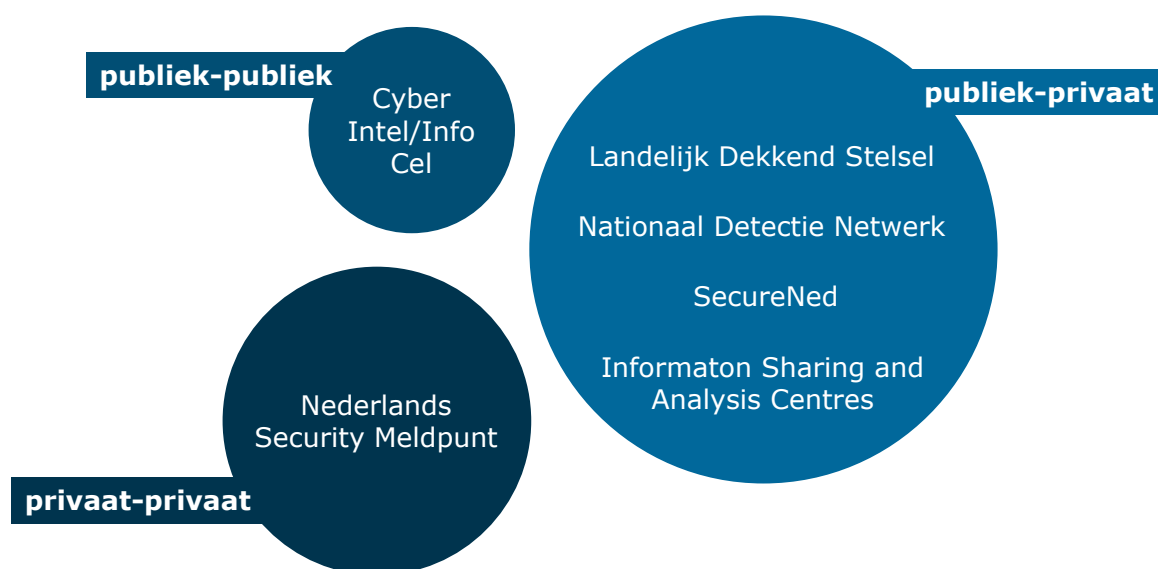 publiek-publiek
Cyber
Intel/Info
Cel
publiek-privaat
Landelijk Dekkend Stelsel
Nationaal Detectie Netwerk
SecureNed
Informaton Sharing and
Analysis Centres
Nederlands
Security Meldpunt
privaat-privaat